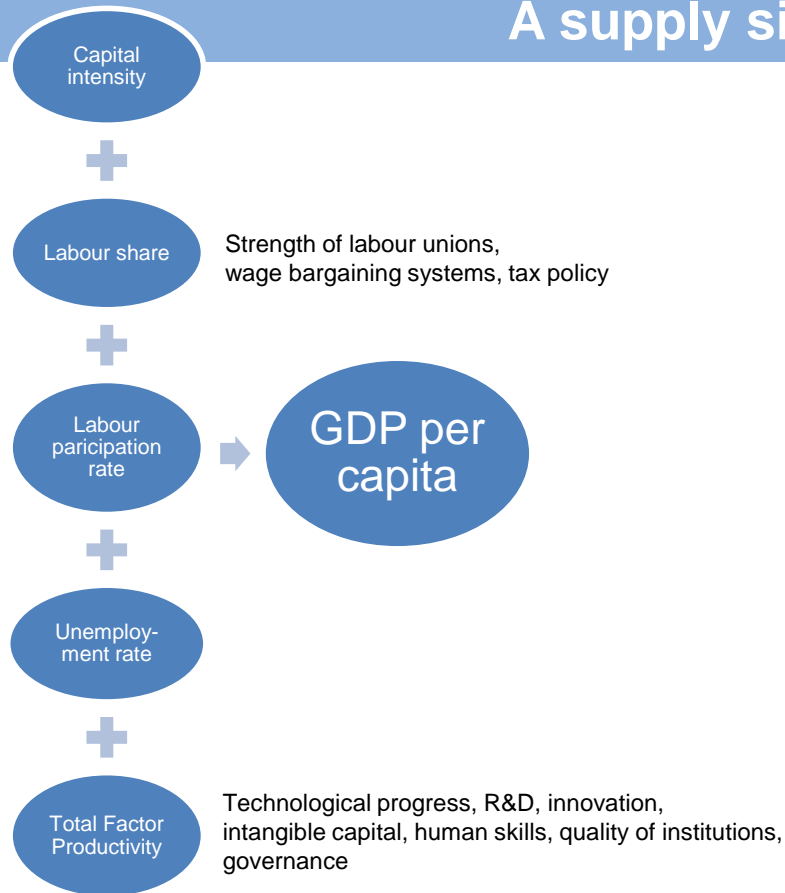 A supply si
Capital
intensity
Labour share
Strength of labour unions,
wage bargaining systems, tax policy
Labour
paricipation
rate
GDP per
capita
Unemploy-
ment rate
Total Factor
Productivity
Technological progress, R&D, innovation,
intangible capital, human skills, quality of institutions,
governance